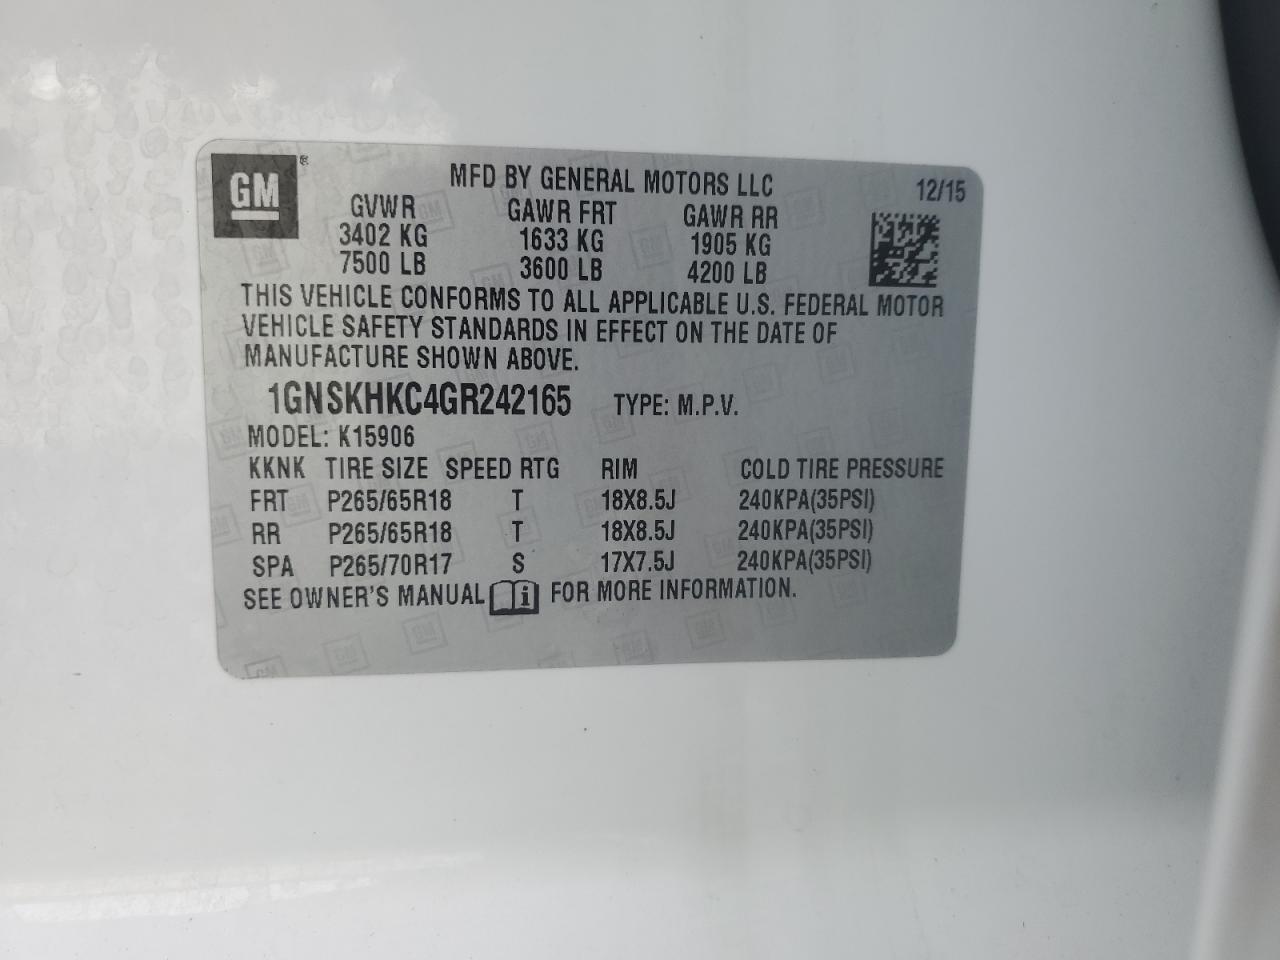 GM ®
MFD BY GENERAL MOTORS LLC 12/15
GVWR GAWR FRT GAWR RR
3402 KG 1633 KG 1905 KG
7500 LB 3600 LB 4200 LB
THIS VEHICLE CONFORMS TO ALL APPLICABLE U.S. FEDERAL MOTOR
VEHICLE SAFETY STANDARDS IN EFFECT ON THE DATE OF
MANUFACTURE SHOWN ABOVE.
1GNSKHKC4GR242165 TYPE: M.P.V.
MODEL: K15906
KKNK TIRE SIZE SPEED RTG RIM COLD TIRE PRESSURE
FRT P265/65R18 T 18X8.5J 240KPA(35PSI)
RR P265/65R18 T 18X8.5J 240KPA(35PSI)
SPA P265/70R17 S 17X7.5J 240KPA(35PSI)
SEE OWNER'S MANUAL i FOR MORE INFORMATION.